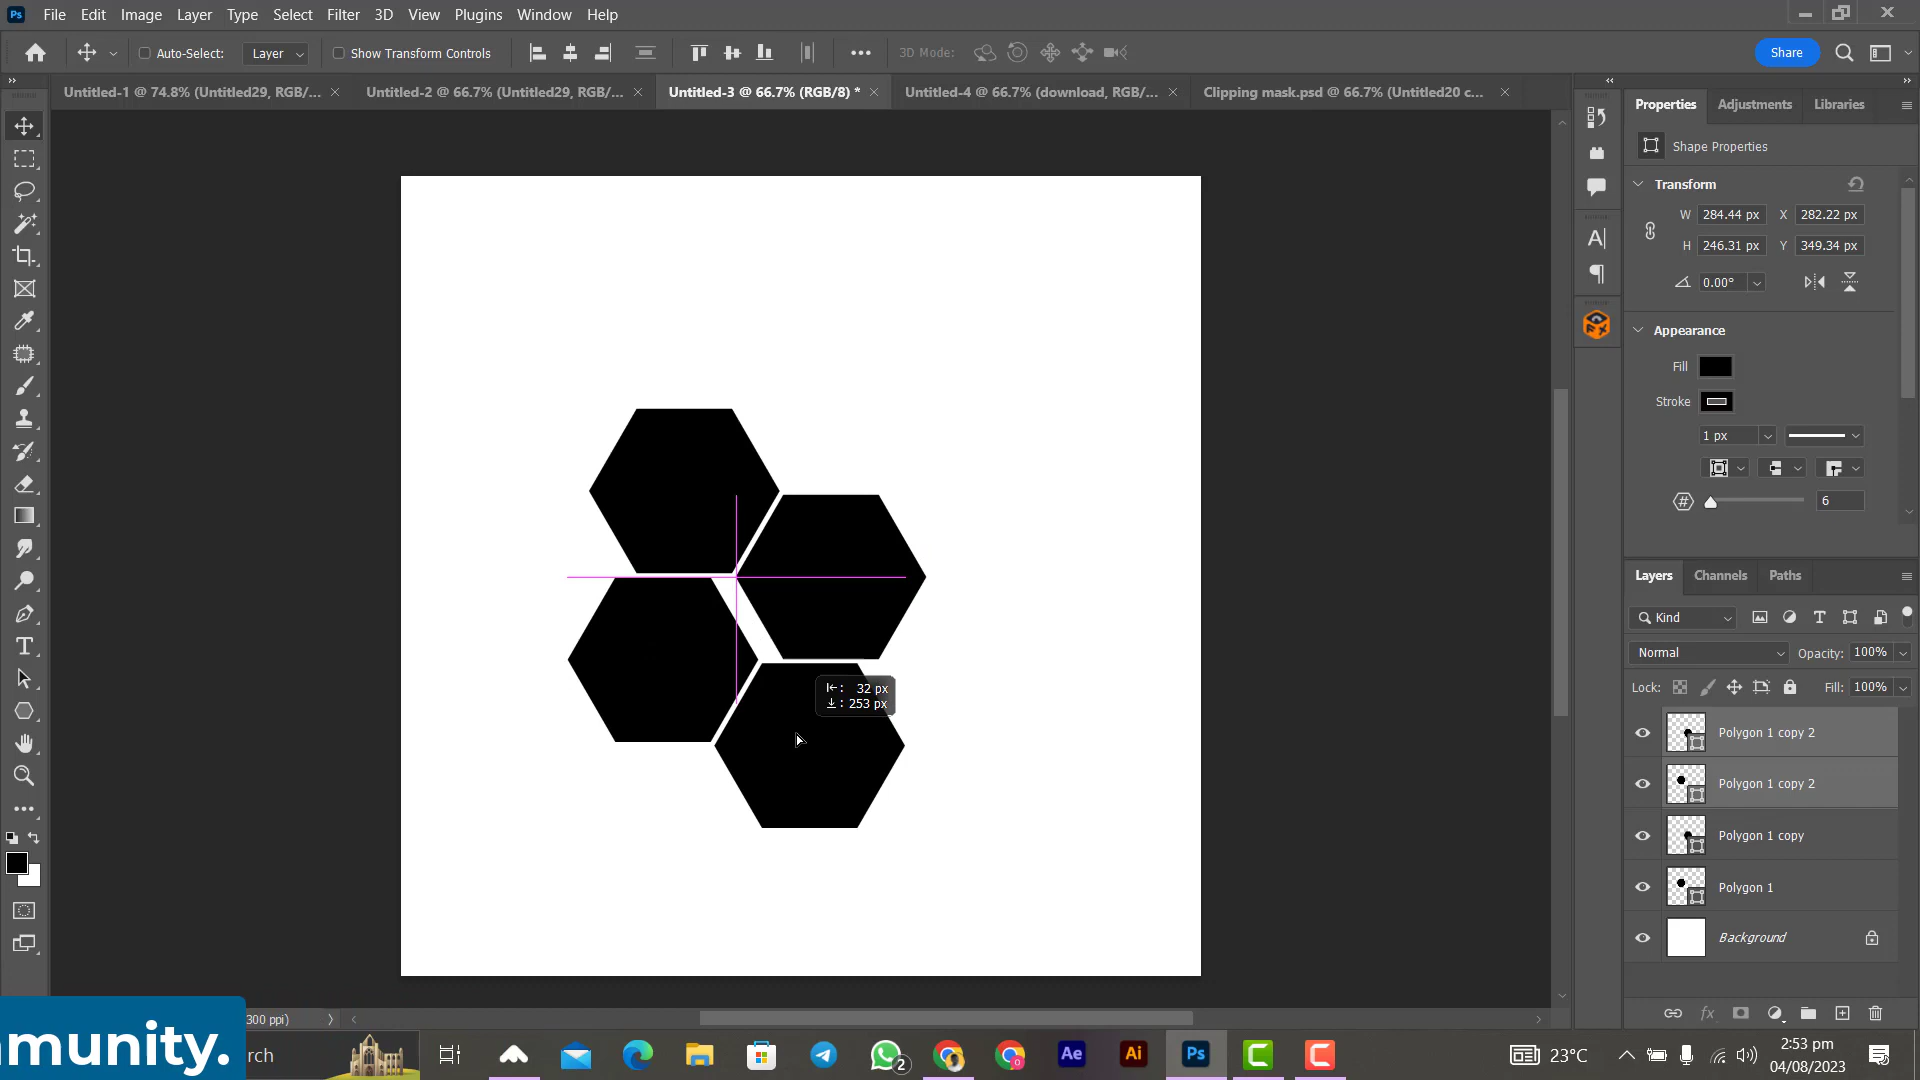 Ps File Edit Image Layer Type Select Filter 3D View Plugins Window Help
Auto-Select: Layer Show Transform Controls 3D Mode: Share
Untitled-1 @ 74.8% (Untitled29, RGB/... Untitled-2 @ 66.7% (Untitled29, RGB/... Untitled-3 @ 66.7% (RGB/8) * Untitled-4 @ 66.7% (download, RGB/... Clipping mask.psd @ 66.7% (Untitled20 c...
Properties Adjustments Libraries
Shape Properties
Transform
W 284.44 px X 282.22 px
H 246.31 px Y 349.34 px
0.00°
Appearance
Fill
Stroke
1 px
6
Layers Channels Paths
Kind
Normal Opacity: 100%
Lock: Fill: 100%
32 px
: 253 px
Polygon 1 copy 2
Polygon 1 copy 2
Polygon 1 copy
Polygon 1
Background
300 ppi)
munity.
rch
2
Ae Ai Ps
23°C
2:53 pm
04/08/2023